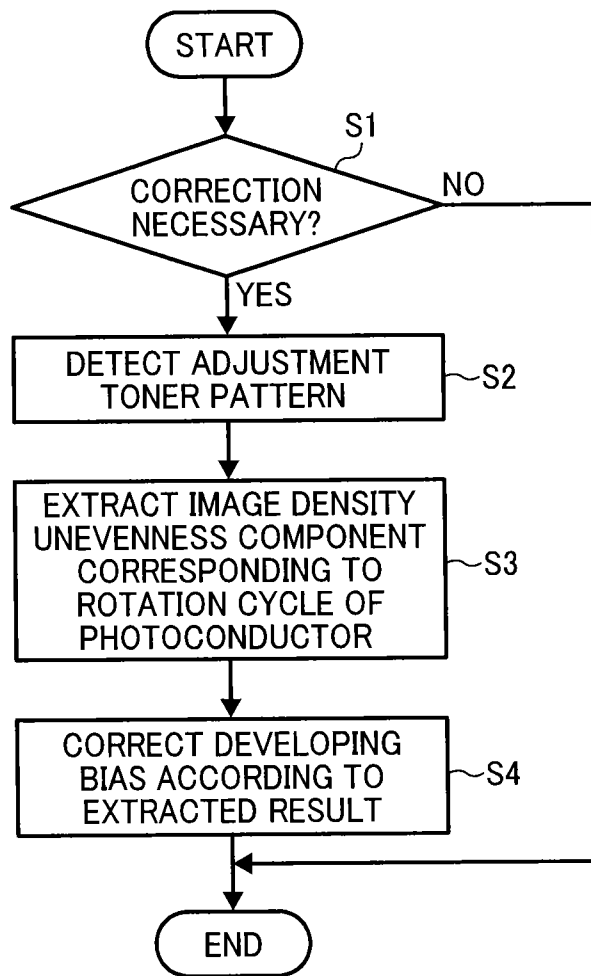 START
S1
CORRECTION
NECESSARY?
NO
YES
DETECT ADJUSTMENT
TONER PATTERN
S2
EXTRACT IMAGE DENSITY
UNEVENNESS COMPONENT
CORRESPONDING TO
ROTATION CYCLE OF
PHOTOCONDUCTOR
S3
CORRECT DEVELOPING
BIAS ACCORDING TO
EXTRACTED RESULT
S4
END